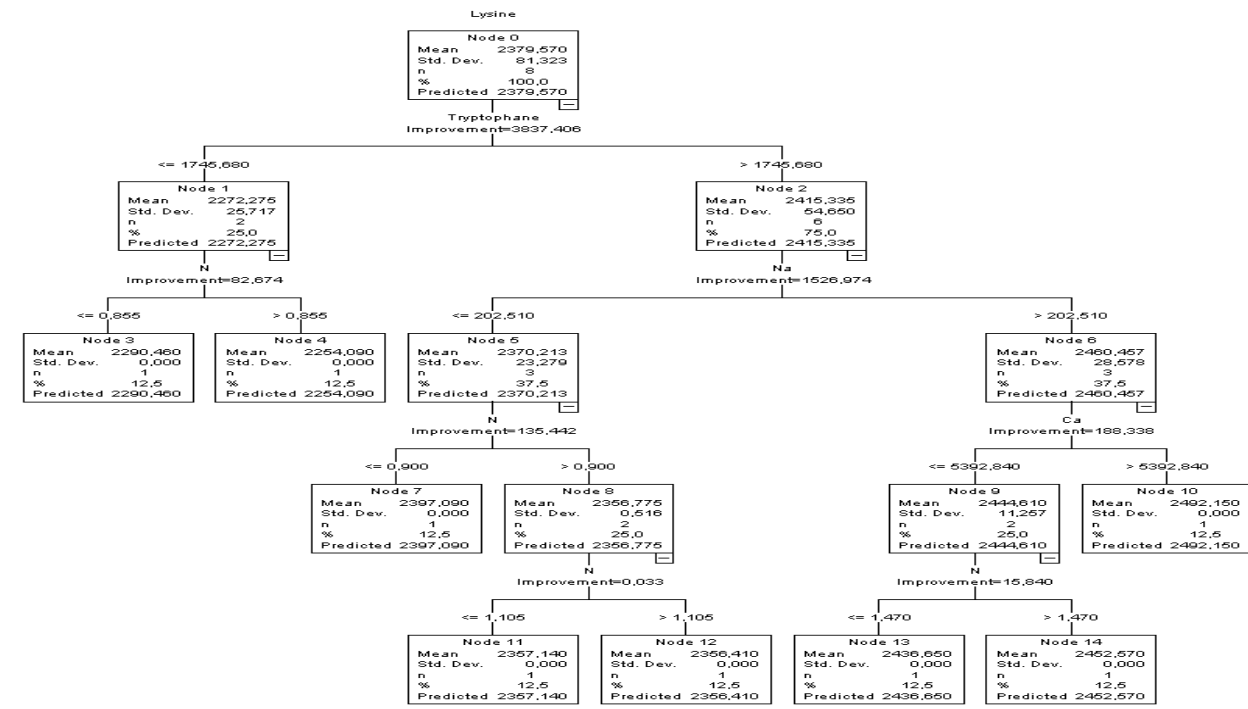 Lysine
Node 0
Mean 2379,570
Std. Dev. 81,323
n 8
% 100,0
Predicted 2379,570
Tryptophane
Improvement=3837,406
<= 1745,680
> 1745,680
Node 1
Mean 2272,275
Std. Dev. 25,717
n 2
% 25,0
Predicted 2272,275
Node 2
Mean 2415,335
Std. Dev. 54,650
n 6
% 75,0
Predicted 2415,335
N
Improvement=82,674
Na
Improvement=1526,974
<= 0,855
> 0,855
<= 202,510
> 202,510
Node 3
Mean 2290,460
Std. Dev. 0,000
n 1
% 12,5
Predicted 2290,460
Node 4
Mean 2254,090
Std. Dev. 0,000
n 1
% 12,5
Predicted 2254,090
Node 5
Mean 2370,213
Std. Dev. 23,279
n 3
% 37,5
Predicted 2370,213
Node 6
Mean 2460,457
Std. Dev. 28,578
n 3
% 37,5
Predicted 2460,457
N
Improvement=135,442
Ca
Improvement=188,338
<= 0,900
> 0,900
<= 5392,840
> 5392,840
Node 7
Mean 2397,090
Std. Dev. 0,000
n 1
% 12,5
Predicted 2397,090
Node 8
Mean 2356,775
Std. Dev. 0,516
n 2
% 25,0
Predicted 2356,775
Node 9
Mean 2444,610
Std. Dev. 11,257
n 2
% 25,0
Predicted 2444,610
Node 10
Mean 2492,150
Std. Dev. 0,000
n 1
% 12,5
Predicted 2492,150
N
Improvement=0,033
N
Improvement=15,840
<= 1,105
> 1,105
<= 1,470
> 1,470
Node 11
Mean 2357,140
Std. Dev. 0,000
n 1
% 12,5
Predicted 2357,140
Node 12
Mean 2356,410
Std. Dev. 0,000
n 1
% 12,5
Predicted 2356,410
Node 13
Mean 2436,650
Std. Dev. 0,000
n 1
% 12,5
Predicted 2436,650
Node 14
Mean 2452,570
Std. Dev. 0,000
n 1
% 12,5
Predicted 2452,570